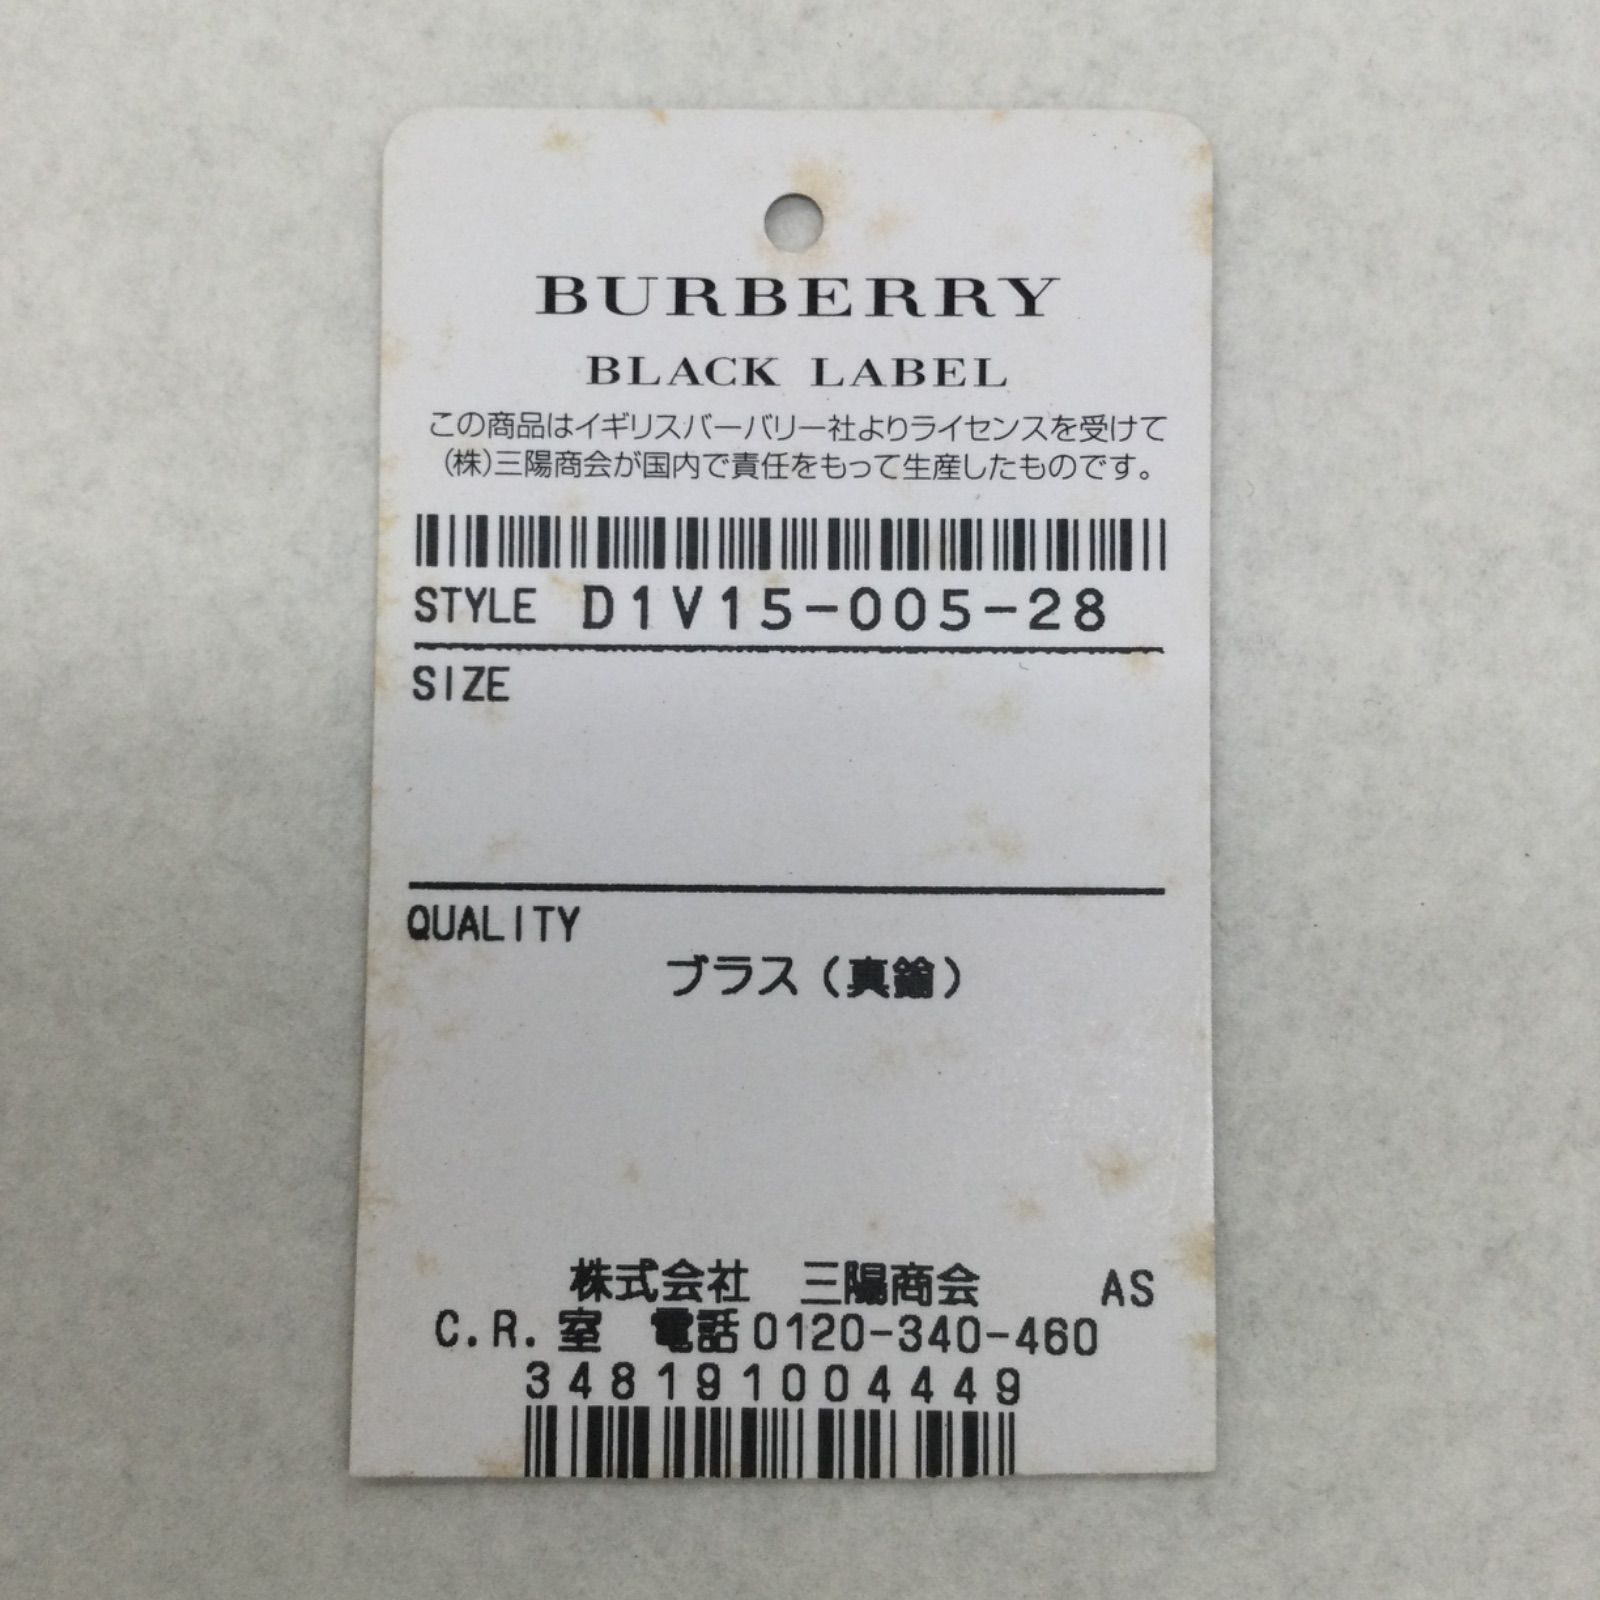 BURBERRY
BLACK LABEL
この商品はイギリスバーバリー社よりライセンスを受けて
(株)三陽商会が国内で責任をもって生産したものです。
STYLE D1V15-005-28
SIZE
QUALITY
ブラス(真鍮)
株式会社 三陽商会 AS
C.R.室 電話0120-340-460
348191004449